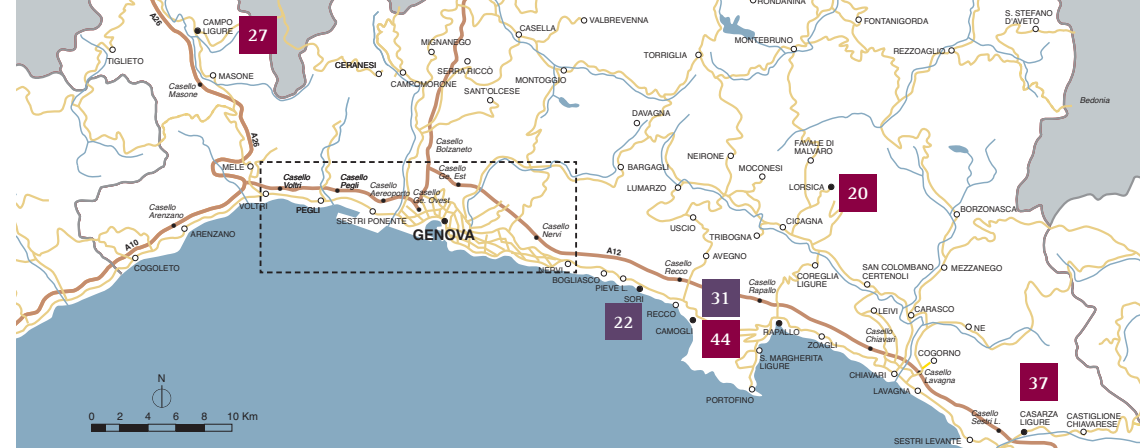 RONDANINA
A26
CAMPO
LIGURE
27
VALBREVENNA
FONTANIGORDA
S. STEFANO
D'AVETO
CASELLA
MIGNANEGO
MONTEBRUNO
REZZOAGLIO
TIGLIETO
TORRIGLIA
CERANESI
SERRA RICCÒ
MASONE
CAMPOMORONE
MONTOGGIO
Casello
Masone
SANT'OLCESE
Bedonia
DAVAGNA
A26
Casello
Bolzaneto
FAVALE DI
MALVARO
NEIRONE
MELE
BARGAGLI
MOCONESI
Casello
Ge. Est
Casello
Voltri
Casello
Pegli
LUMARZO
LORSICA
20
Casello
Aereoporto
Casello
Ge. Ovest
VOLTRI
PEGLI
Casello
Arenzano
SESTRI PONENTE
BORZONASCA
CICAGNA
USCIO
ARENZANO
GENOVA
Casello
Nervi
TRIBOGNA
A10
A12
AVEGNO
COGOLETO
NERVI
Casello
Recco
SAN COLOMBANO
CERTENOLI
MEZZANEGO
BOGLIASCO
COREGLIA
LIGURE
PIEVE L.
Casello
Rapallo
SORI
31
RECCO
LEIVI
CARASCO
22
CAMOGLI
44
RAPALLO
NE
Casello
Chiavari
ZOAGLI
COGORNO
S. MARGHERITA
LIGURE
CHIAVARI
Casello
Lavagna
37
N
LAVAGNA
PORTOFINO
0 2 4 6 8 10 Km
Casello
Sestri L.
CASARZA
LIGURE
CASTIGLIONE
CHIAVARESE
SESTRI LEVANTE